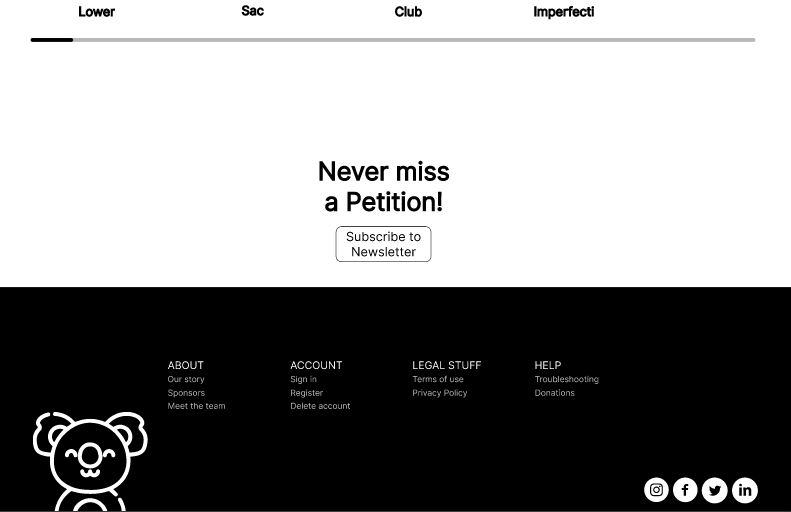 Lower Sac Club Imperfecti
Never miss
a Petition!
Subscribe to
Newsletter
ABOUT ACCOUNT LEGAL STUFF HELP
Our story Sign in Terms of use Troubleshooting
Sponsors Register Privacy Policy Donations
Meet the team Delete account